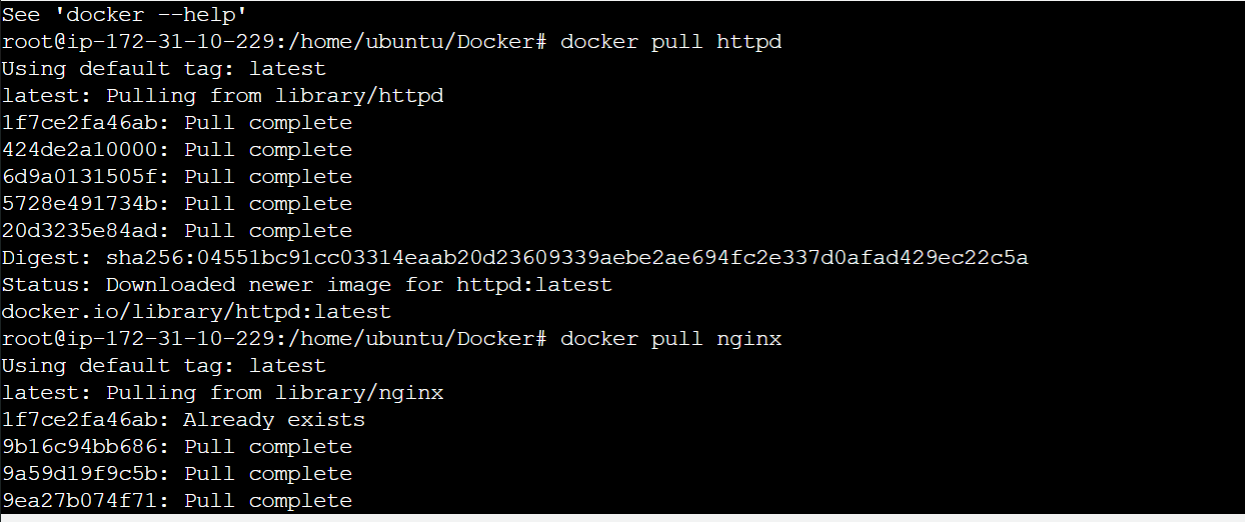 See 'docker --help'
root@ip-172-31-10-229:/home/ubuntu/Docker# docker pull httpd
Using default tag: latest
latest: Pulling from library/httpd
1f7ce2fa46ab: Pull complete
424de2a10000: Pull complete
6d9a0131505f: Pull complete
5728e491734b: Pull complete
20d3235e84ad: Pull complete
Digest: sha256:04551bc91cc03314eaab20d23609339aebe2ae694fc2e337d0afad429ec22c5a
Status: Downloaded newer image for httpd:latest
docker.io/library/httpd:latest
root@ip-172-31-10-229:/home/ubuntu/Docker# docker pull nginx
Using default tag: latest
latest: Pulling from library/nginx
1f7ce2fa46ab: Already exists
9b16c94bb686: Pull complete
9a59d19f9c5b: Pull complete
9ea27b074f71: Pull complete